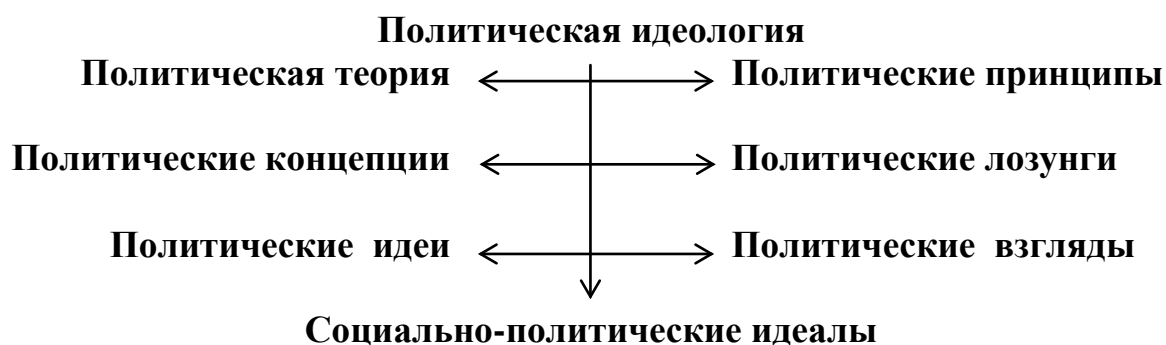 Политическая идеология
Политическая теория Политические принципы
Политические концепции Политические лозунги
Политические идеи Политические взгляды
Социально-политические идеалы